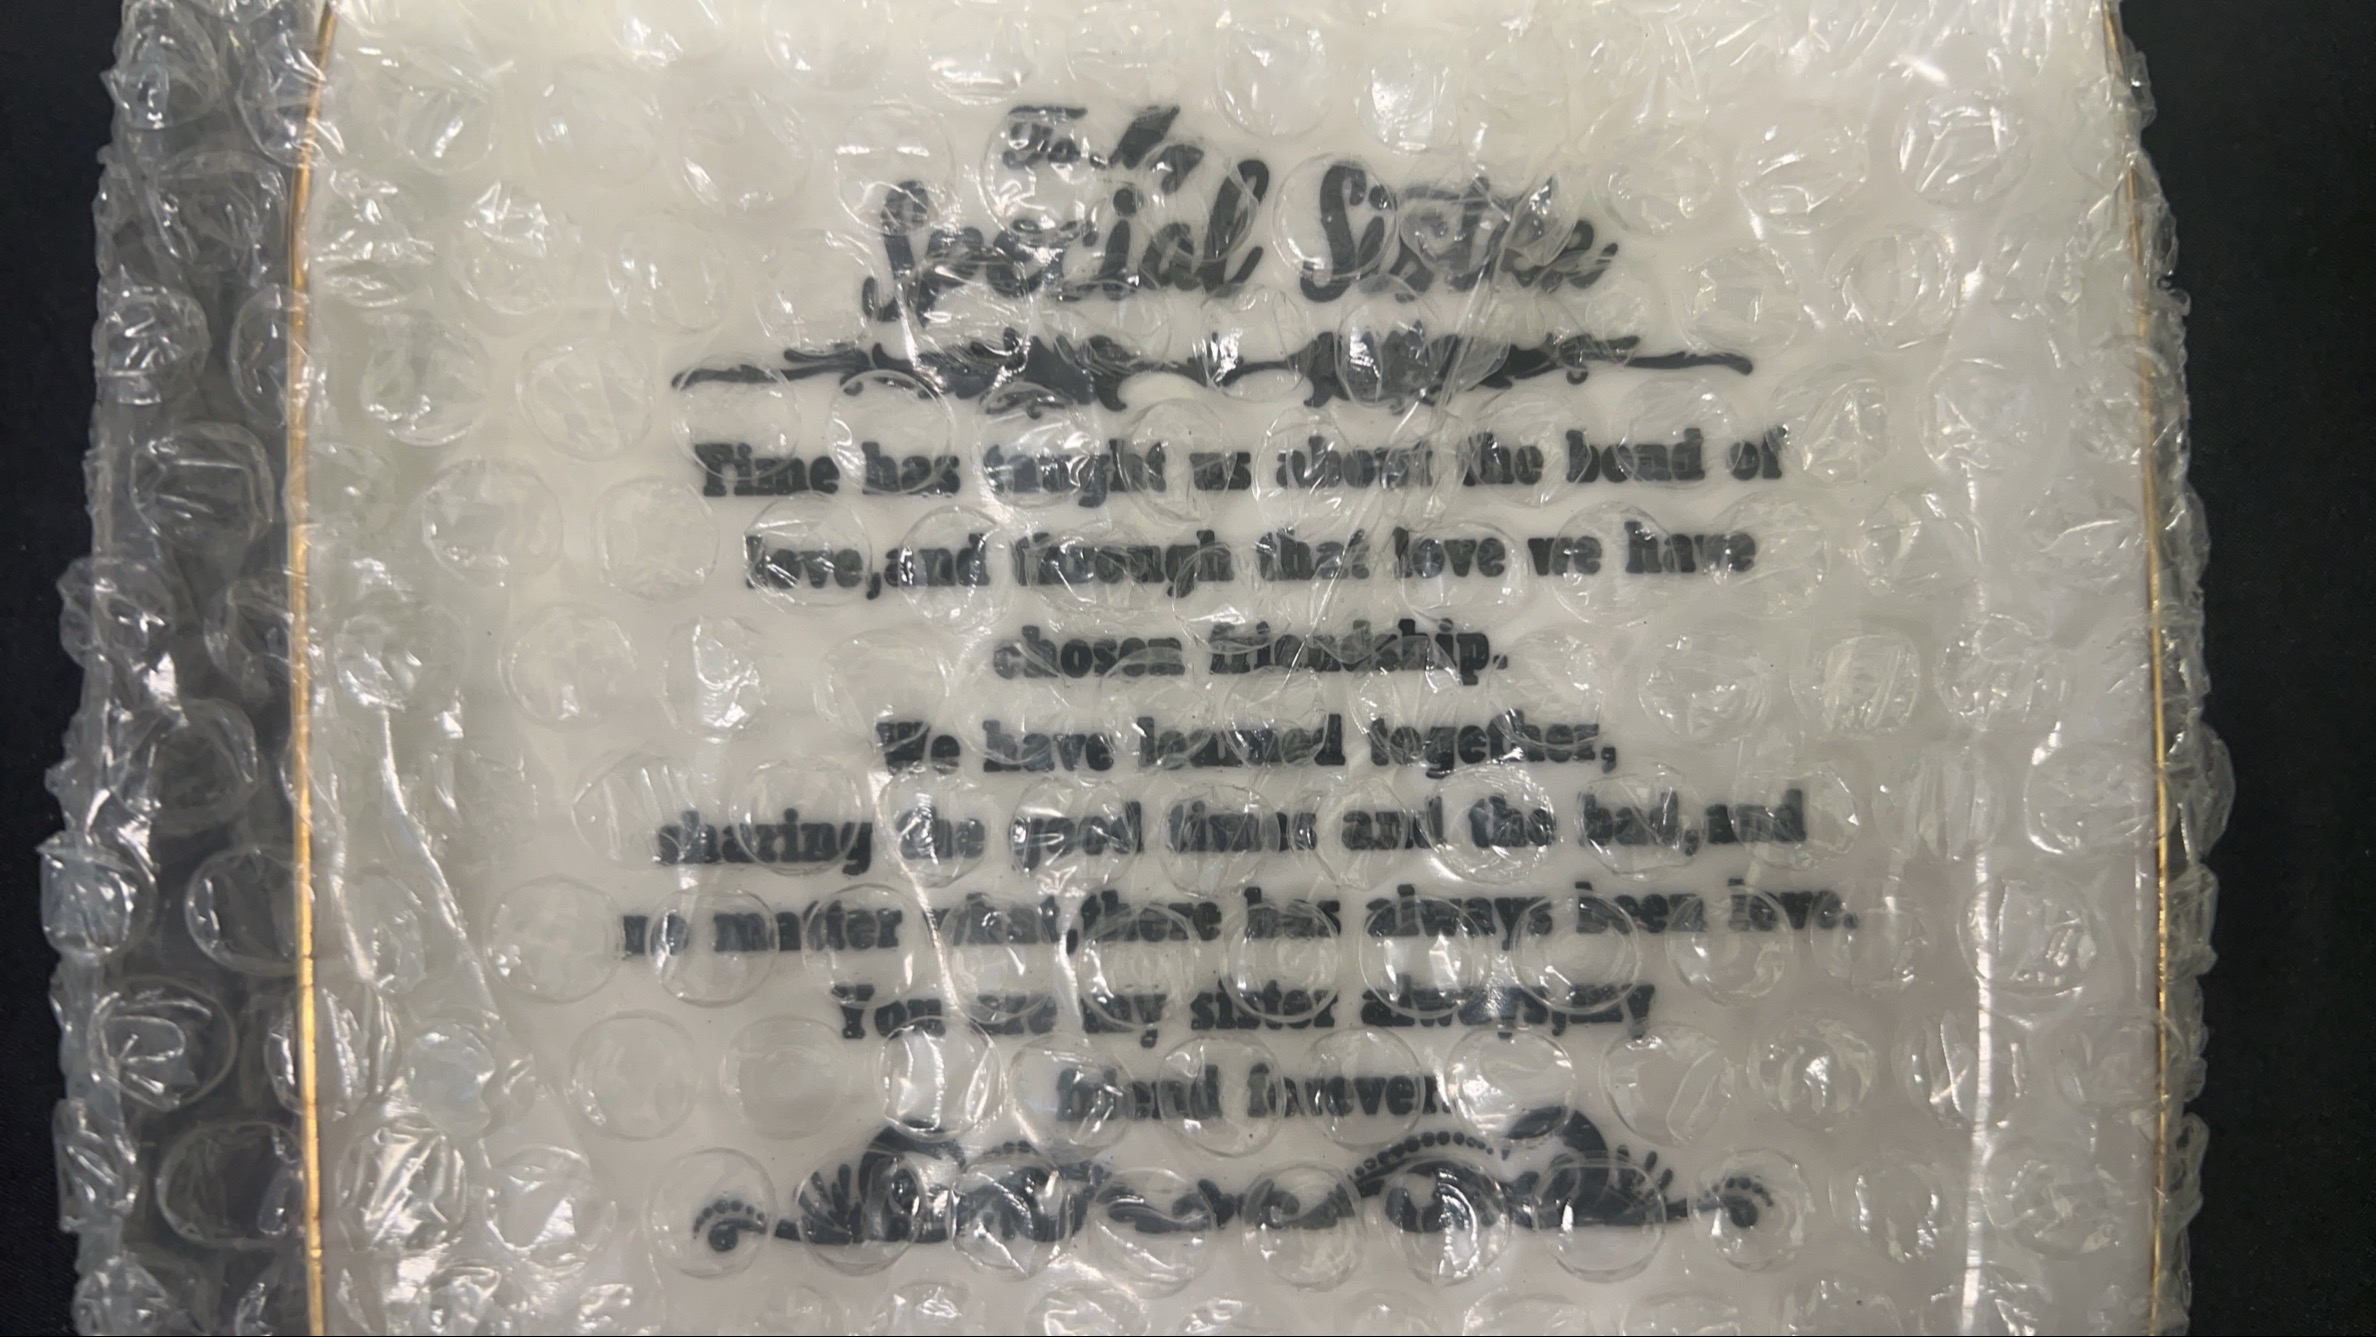 To A
Special Sister
Time has taught us about the bond of
love,and through that love we have
chosen friendship.
We have learned together,
sharing the good times and the bad,and
no matter what,there has always been love.
You are my sister always,my
friend forever.